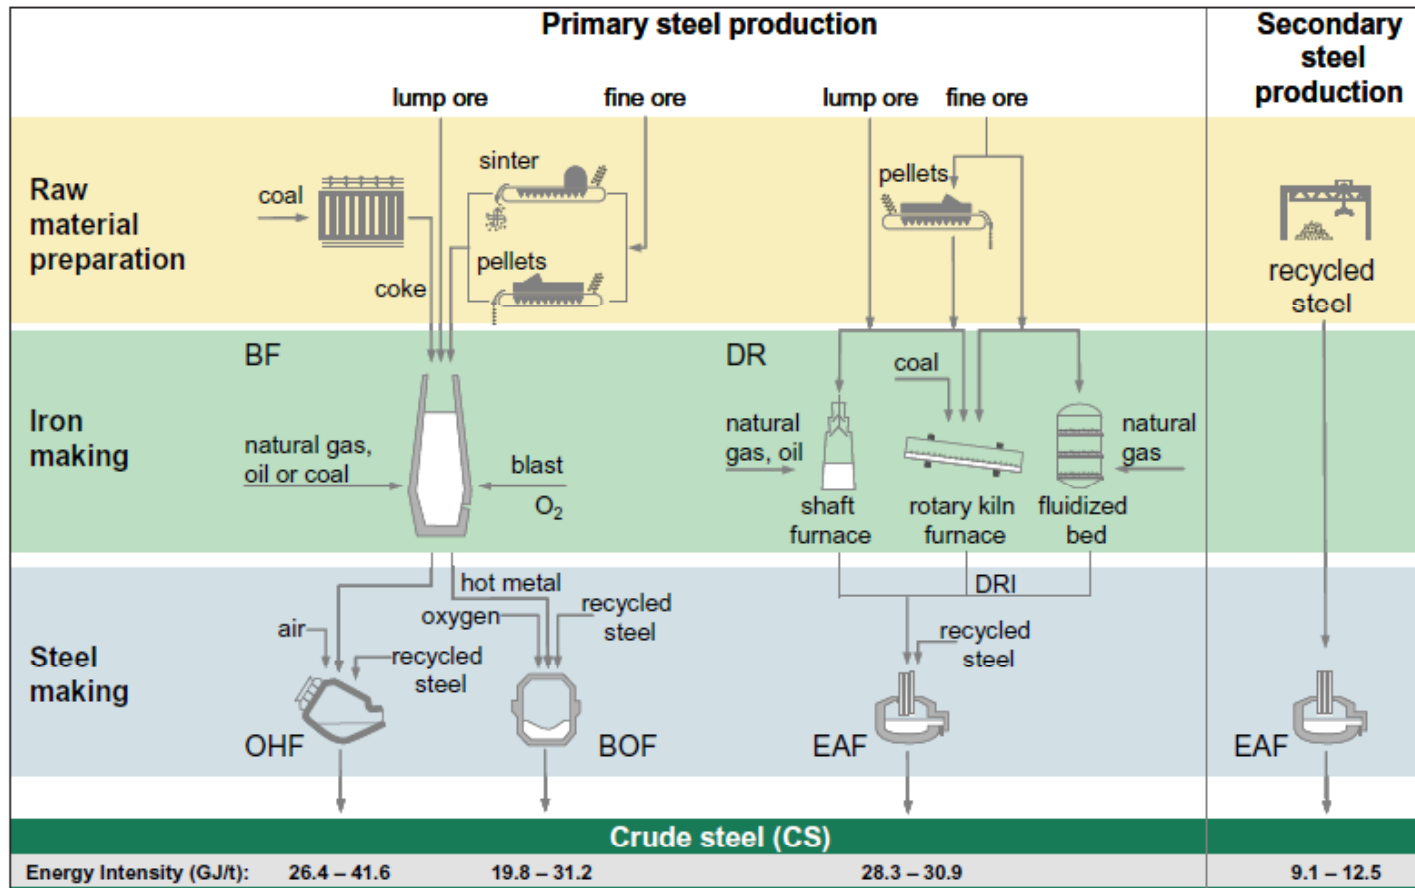 Primary steel production
Secondary
steel
production
lump ore
fine ore
lump ore
fine ore
Raw
material
preparation
coal
sinter
pellets
coke
pellets
recycled
steel
Iron
making
BF
natural gas,
oil or coal
blast
O₂
DR
coal
natural
gas, oil
natural
gas
shaft
furnace
rotary kiln
furnace
fluidized
bed
Steel
making
hot metal
oxygen
recycled
steel
air
recycled
steel
DRI
recycled
steel
OHF
BOF
EAF
EAF
Crude steel (CS)
Energy Intensity (GJ/t): 26.4 – 41.6 19.8 – 31.2 28.3 – 30.9 9.1 – 12.5